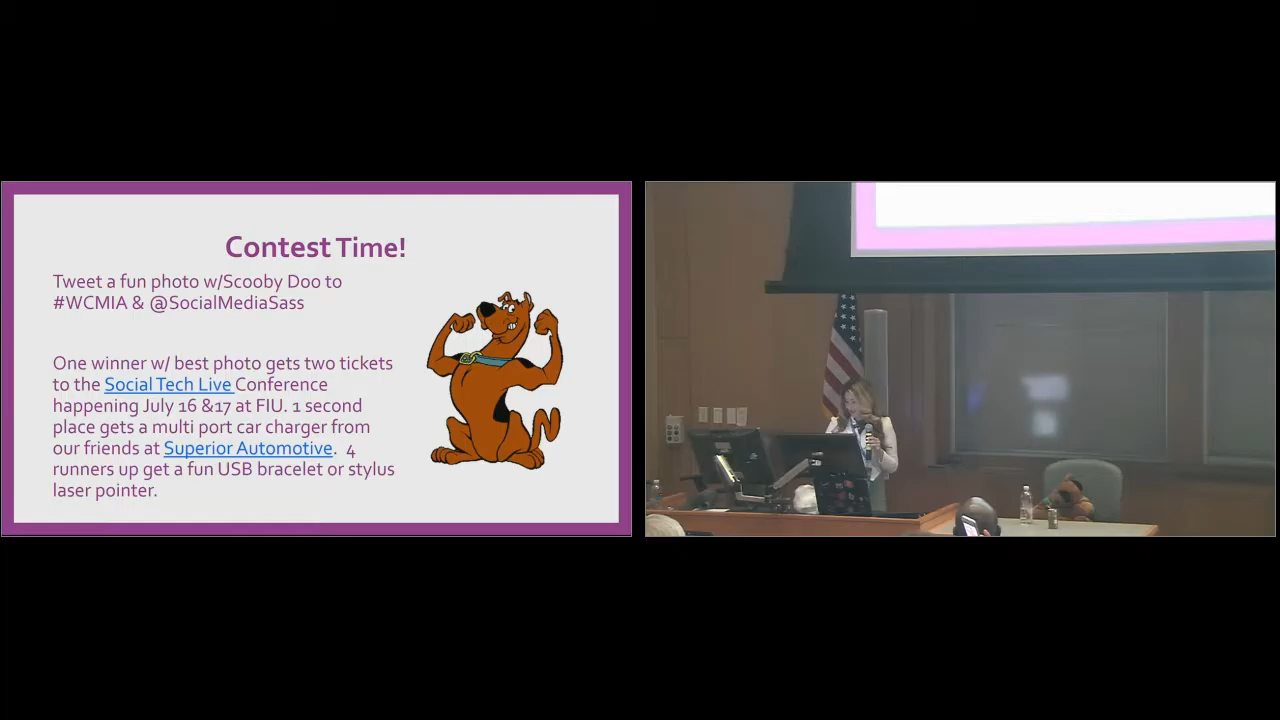 Contest Time!
Tweet a fun photo w/Scooby Doo to
#WCMIA & @SocialMediaSass
One winner w/ best photo gets two tickets
to the Social Tech Live Conference
happening July 16 &17 at FIU. 1 second
place gets a multi port car charger from
our friends at Superior Automotive.  4
runners up get a fun USB bracelet or stylus
laser pointer.